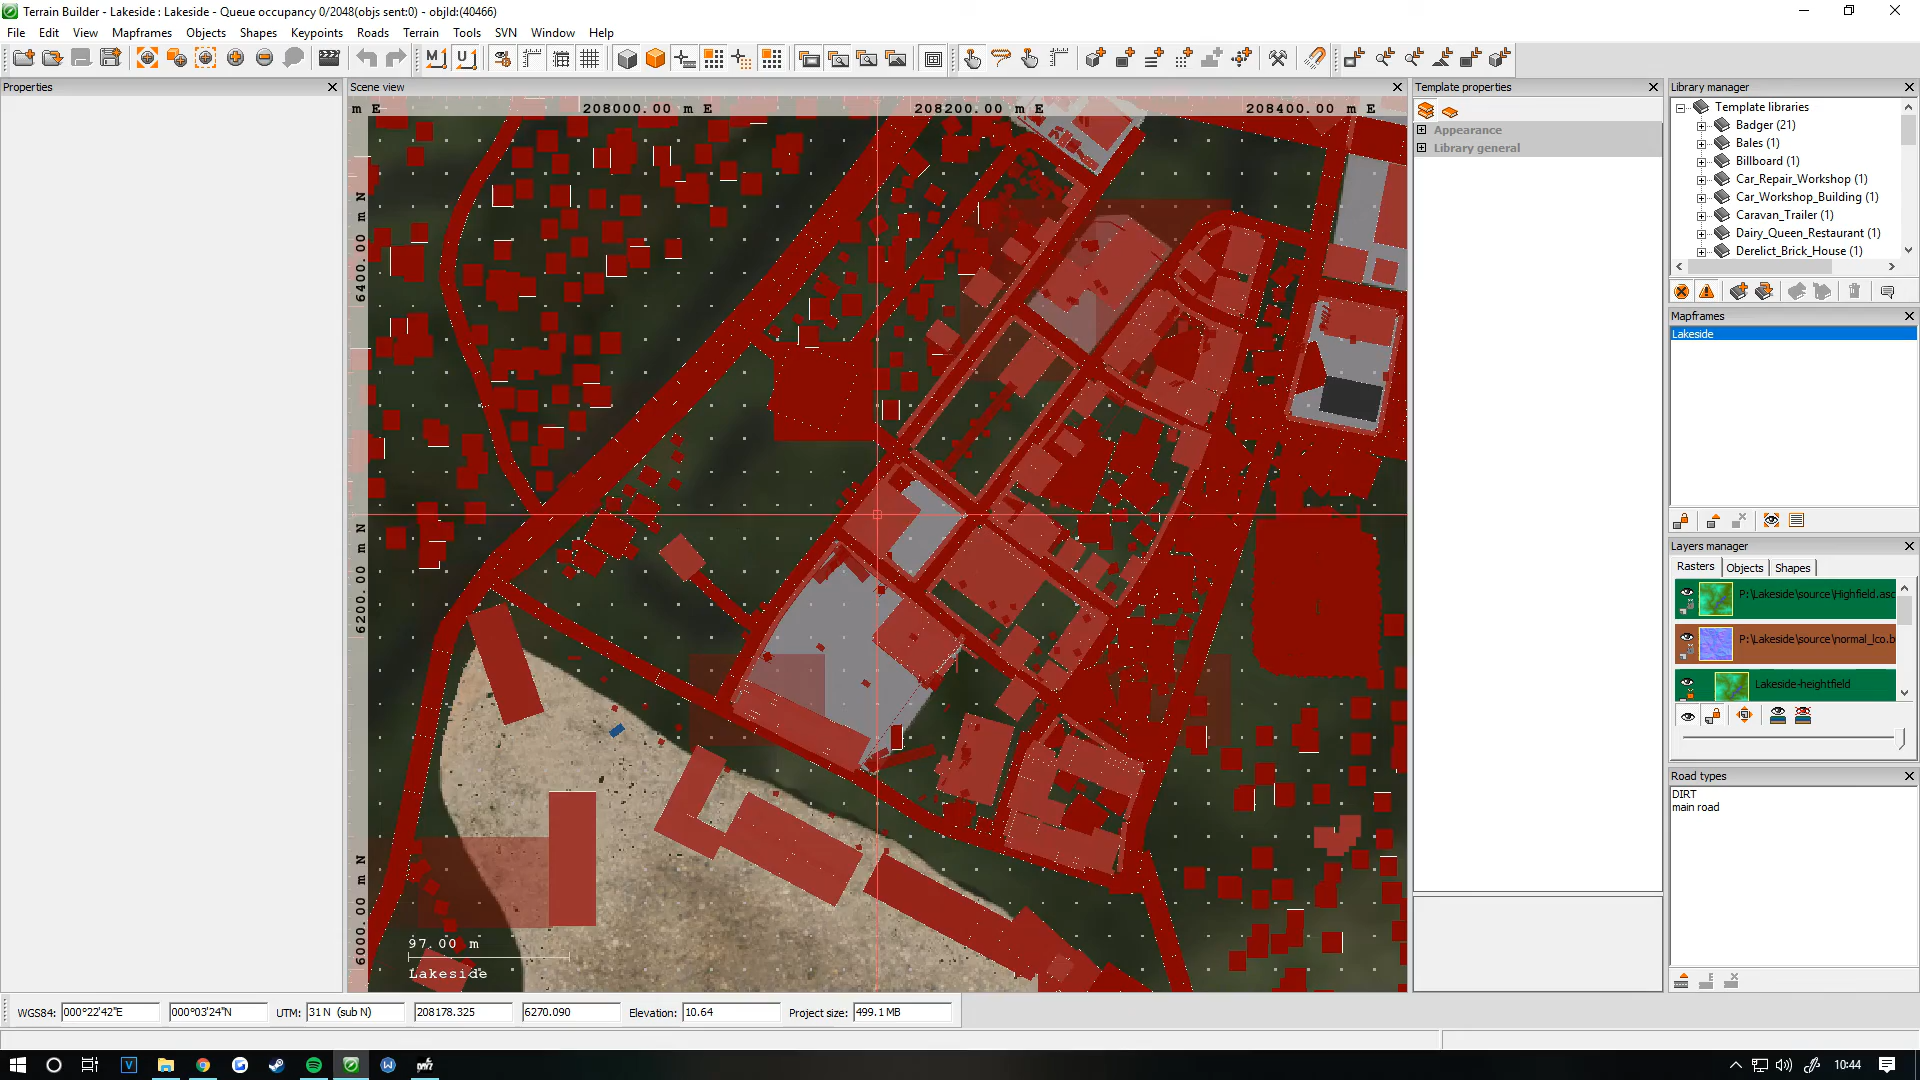 Terrain Builder - Lakeside : Lakeside - Queue occupancy 0/2048(objs sent:0) - objId:(40466)
File Edit View Mapframes Objects Shapes Keypoints Roads Terrain Tools SVN Window Help
Properties
Scene view
Template properties
Library manager
m E 208000.00 m E 208200.00 m E 208400.00 m E
6400.00 m N
6200.00 m N
6000.00 m N
97.00 m
Lakeside
Appearance
Library general
Template libraries
Badger (21)
Bales (1)
Billboard (1)
Car_Repair_Workshop (1)
Car_Workshop_Building (1)
Caravan_Trailer (1)
Dairy_Queen_Restaurant (1)
Derelict_Brick_House (1)
Mapframes
Lakeside
Layers manager
Rasters Objects Shapes
P:\Lakeside\source\Highfield.asc
P:\Lakeside\source\normal_lco.b
Lakeside-heightfield
Road types
DIRT
main road
WGS84: 000°22'42"E 000°03'24"N UTM: 31 N (sub N) 208178.325 6270.090 Elevation: 10.64 Project size: 499.1 MB
10:44